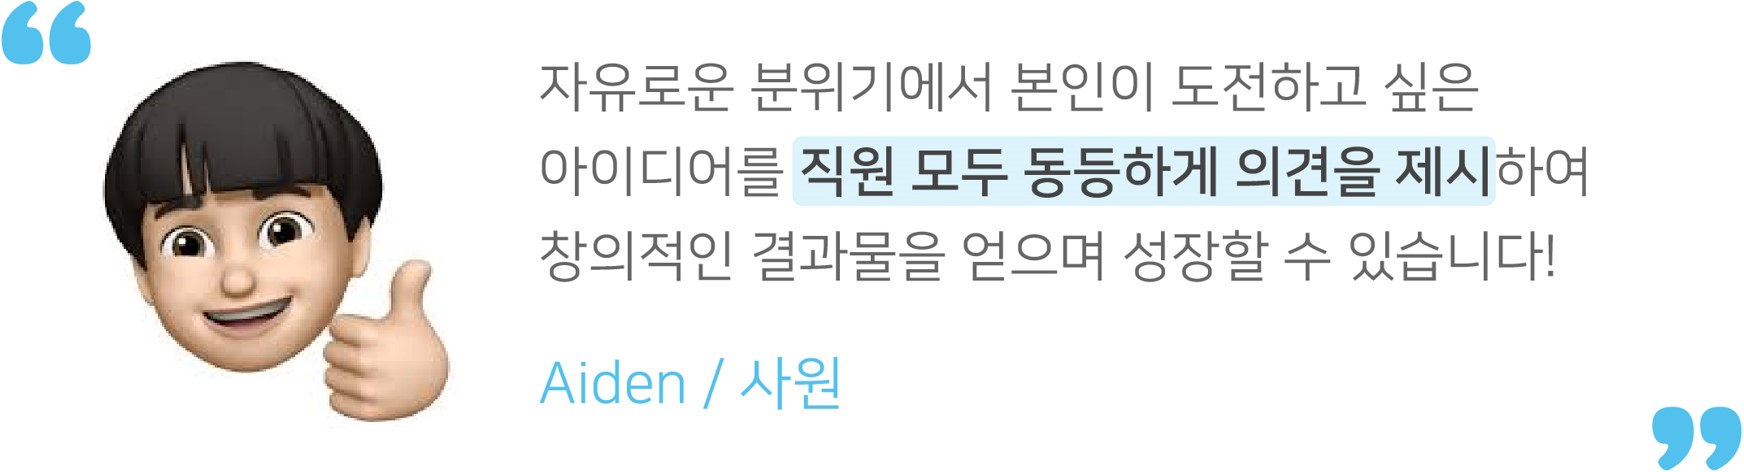 “
자유로운 분위기에서 본인이 도전하고 싶은
아이디어를 직원 모두 동등하게 의견을 제시하여
창의적인 결과물을 얻으며 성장할 수 있습니다!
Aiden / 사원
”